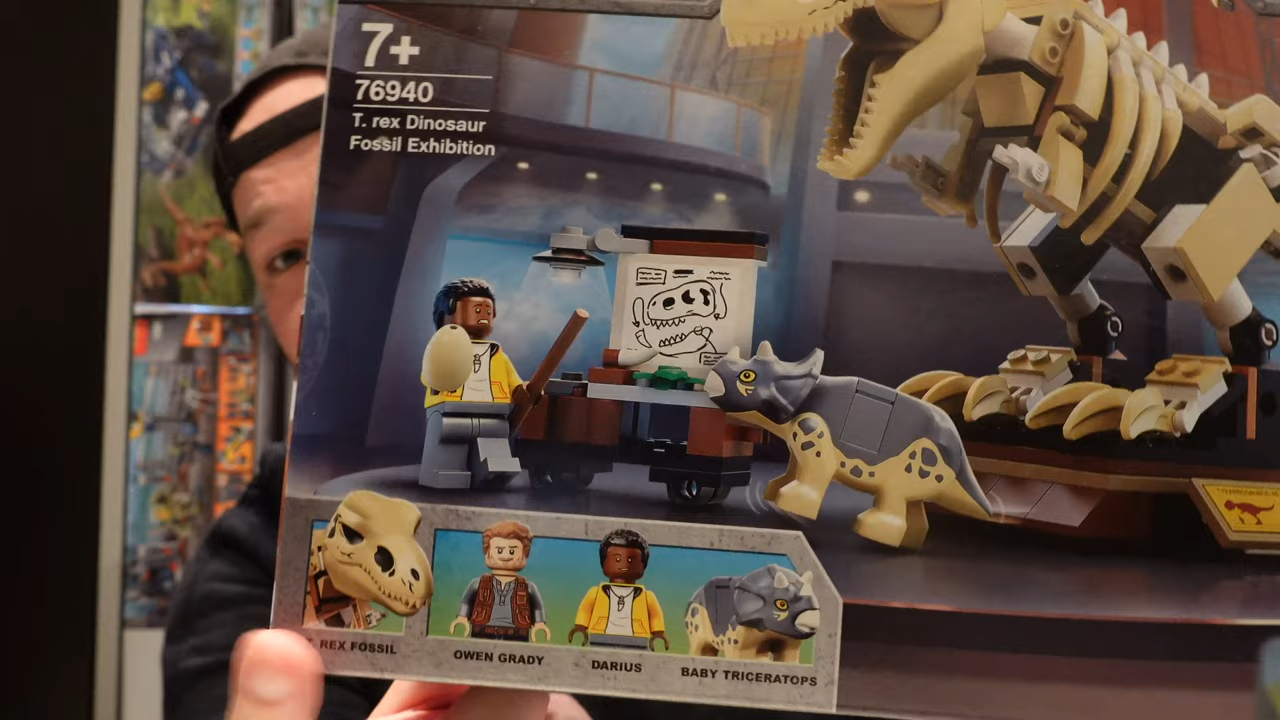 7+
76940
T. rex Dinosaur
Fossil Exhibition
REX FOSSIL
OWEN GRADY
DARIUS
BABY TRICERATOPS